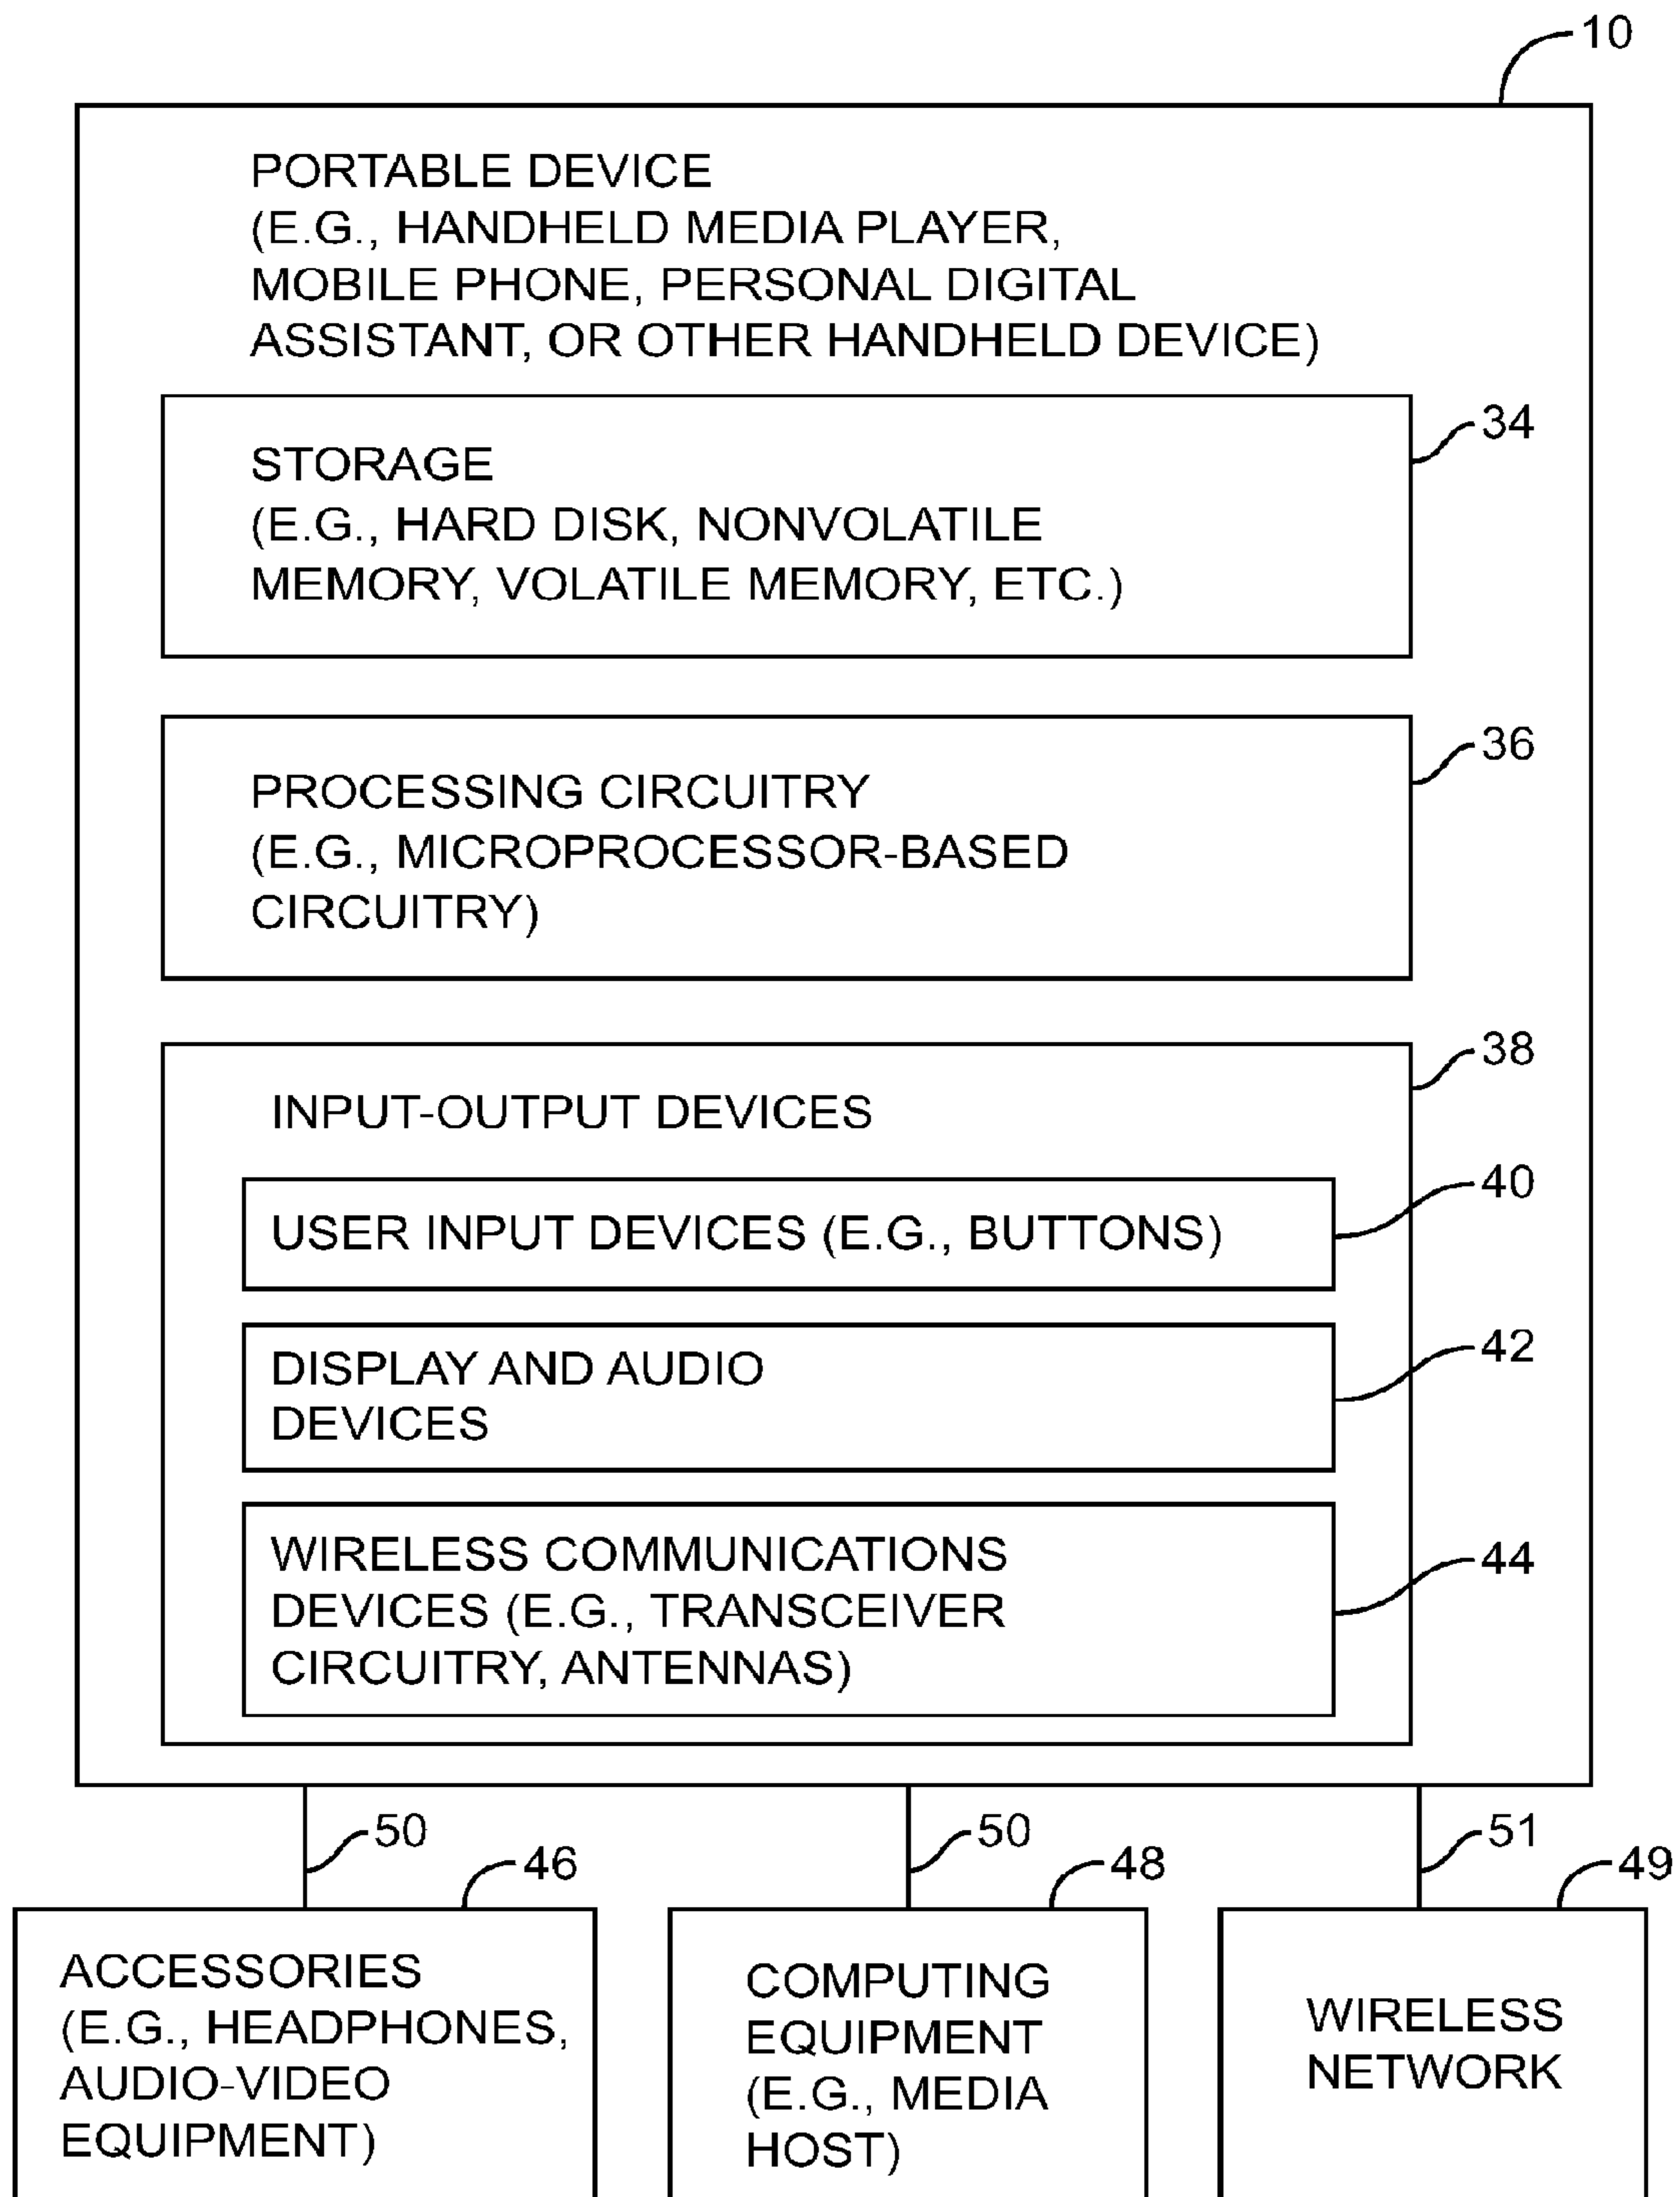 10
PORTABLE DEVICE
(E.G., HANDHELD MEDIA PLAYER,
MOBILE PHONE, PERSONAL DIGITAL
ASSISTANT, OR OTHER HANDHELD DEVICE)
34
STORAGE
(E.G., HARD DISK, NONVOLATILE
MEMORY, VOLATILE MEMORY, ETC.)
36
PROCESSING CIRCUITRY
(E.G., MICROPROCESSOR-BASED
CIRCUITRY)
38
INPUT-OUTPUT DEVICES
40
USER INPUT DEVICES (E.G., BUTTONS)
42
DISPLAY AND AUDIO
DEVICES
44
WIRELESS COMMUNICATIONS
DEVICES (E.G., TRANSCEIVER
CIRCUITRY, ANTENNAS)
50
50
51
46
48
49
ACCESSORIES
(E.G., HEADPHONES,
AUDIO-VIDEO
EQUIPMENT)
COMPUTING
EQUIPMENT
(E.G., MEDIA
HOST)
WIRELESS
NETWORK